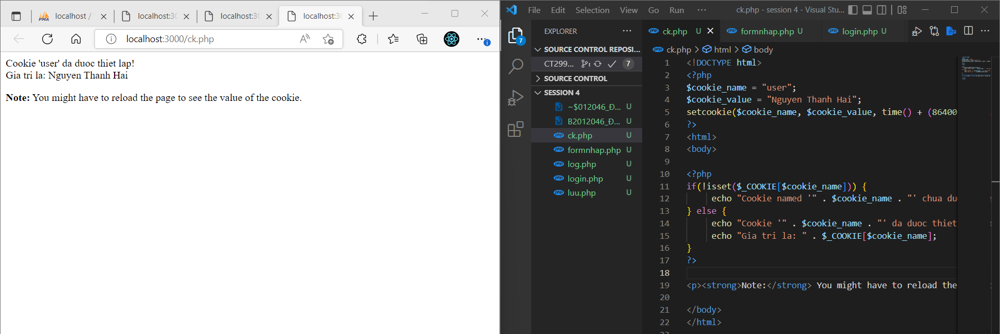 localhost /
localhost:30
localhost:30
localhost:30
localhost:3000/ck.php
Cookie 'user' da duoc thiet lap!
Gia tri la: Nguyen Thanh Hai
Note: You might have to reload the page to see the value of the cookie.
File Edit Selection View Go Run ··· ck.php - session 4 - Visual Stu...
7
EXPLORER ···
SOURCE CONTROL REPOSI...
CT299... 7
SOURCE CONTROL
SESSION 4
~$012046_Đ... U
B2012046_Đ... U
ck.php U
formnhap.php U
log.php U
login.php U
luu.php U
ck.php U formnhap.php U login.php U ···
ck.php > html > body
1 <!DOCTYPE html>
2 <?php
3 $cookie_name = "user";
4 $cookie_value = "Nguyen Thanh Hai";
5 setcookie($cookie_name, $cookie_value, time() + (86400
6 ?>
7 <html>
8 <body>
9
10 <?php
11 if(!isset($_COOKIE[$cookie_name])) {
12 echo "Cookie named '" . $cookie_name . "' chua du
13 } else {
14 echo "Cookie '" . $cookie_name . "' da duoc thiet
15 echo "Gia tri la: " . $_COOKIE[$cookie_name];
16 }
17 ?>
18
19 <p><strong>Note:</strong> You might have to reload the
20
21 </body>
22 </html>
23